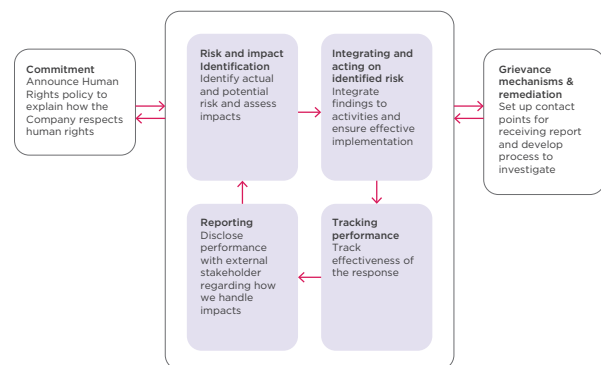 Commitment
Announce Human
Rights policy to
explain how the
Company respects
human rights
Risk and impact
Identification
Identify actual
and potential
risk and assess
impacts
Integrating and
acting on
identified risk
Integrate
findings to
activities and
ensure effective
implementation
Grievance
mechanisms &
remediation
Set up contact
points for
receiving report
and develop
process to
investigate
Reporting
Disclose
performance
with external
stakeholder
regarding how
we handle
impacts
Tracking
performance
Track
effectiveness of
the response